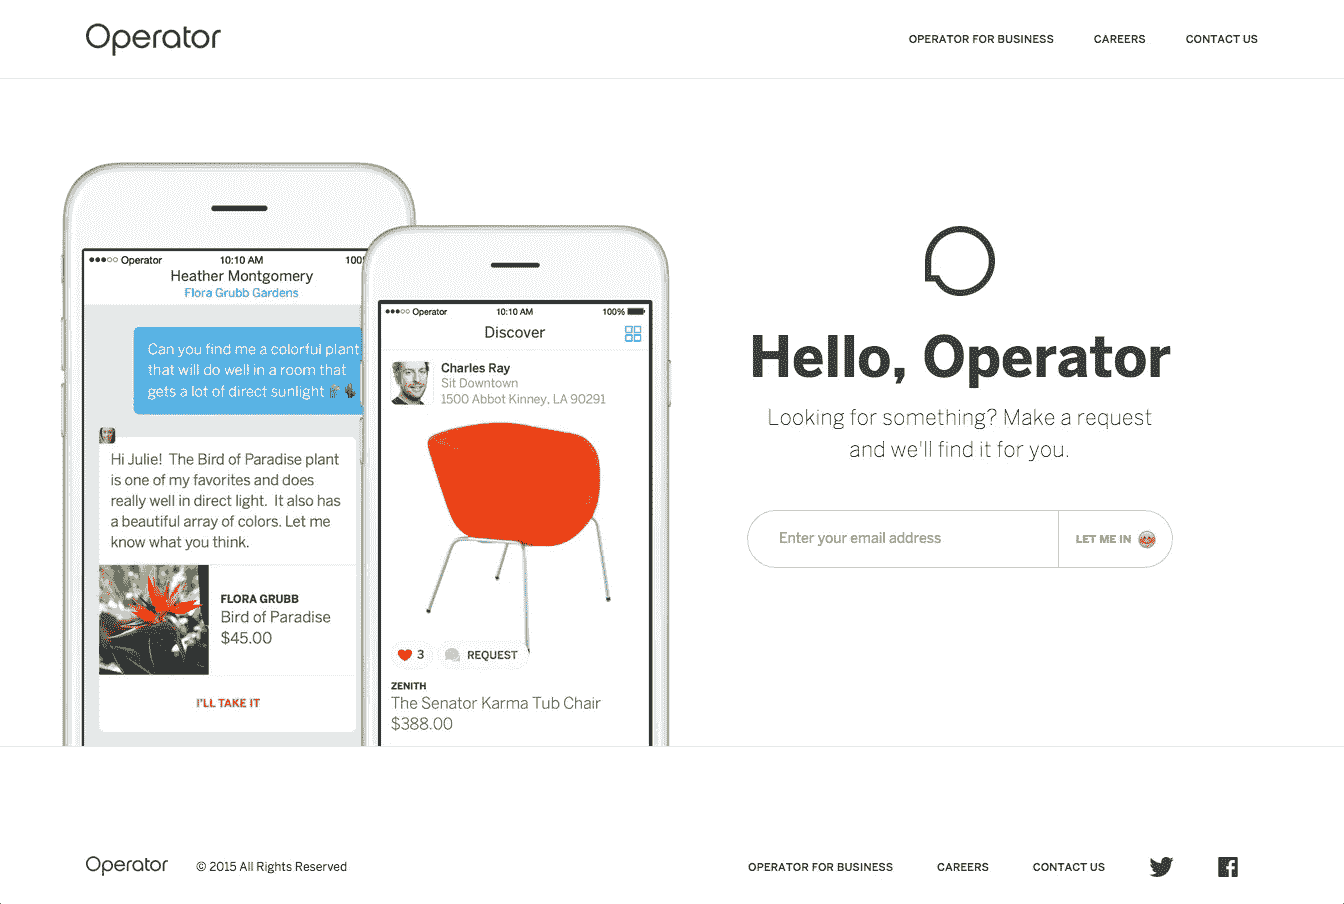 Operator
OPERATOR FOR BUSINESS
CAREERS
CONTACT US
Operator
10:10 AM
100
Heather Montgomery
Flora Grubb Gardens
Can you find me a colorful plant
that will do well in a room that
gets a lot of direct sunlight
Hi Julie! The Bird of Paradise plant
is one of my favorites and does
really well in direct light. It also has
a beautiful array of colors. Let me
know what you think.
FLORA GRUBB
Bird of Paradise
$45.00
I'LL TAKE IT
Operator
10:10 AM
100%
Discover
Charles Ray
Sit Downtown
1500 Abbot Kinney, LA 90291
3
REQUEST
ZENITH
The Senator Karma Tub Chair
$388.00
Hello, Operator
Looking for something? Make a request
and we'll find it for you.
Enter your email address
LET ME IN
Operator
© 2015 All Rights Reserved
OPERATOR FOR BUSINESS
CAREERS
CONTACT US